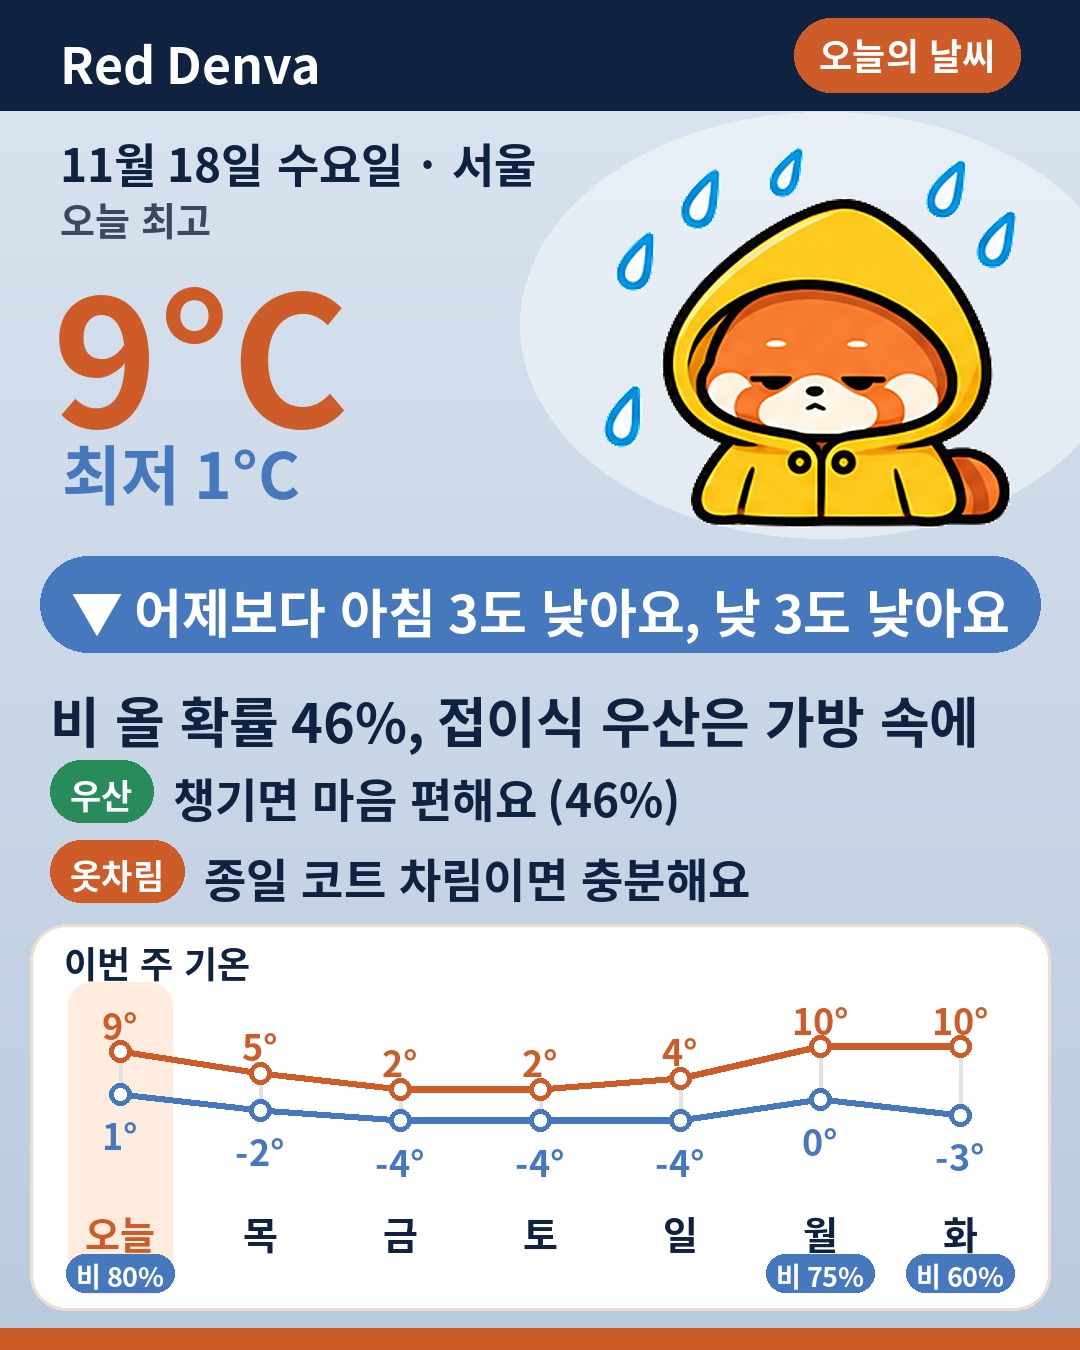 Red Denva
오늘의 날씨
11월 18일 수요일 · 서울
오늘 최고
9°C
최저 1°C
▼ 어제보다 아침 3도 낮아요, 낮 3도 낮아요
비 올 확률 46%, 접이식 우산은 가방 속에
우산 챙기면 마음 편해요 (46%)
옷차림 종일 코트 차림이면 충분해요
이번 주 기온
9° 5° 2° 2° 4° 10° 10°
1° -2° -4° -4° -4° 0° -3°
오늘 목 금 토 일 월 화
비 80% 비 75% 비 60%